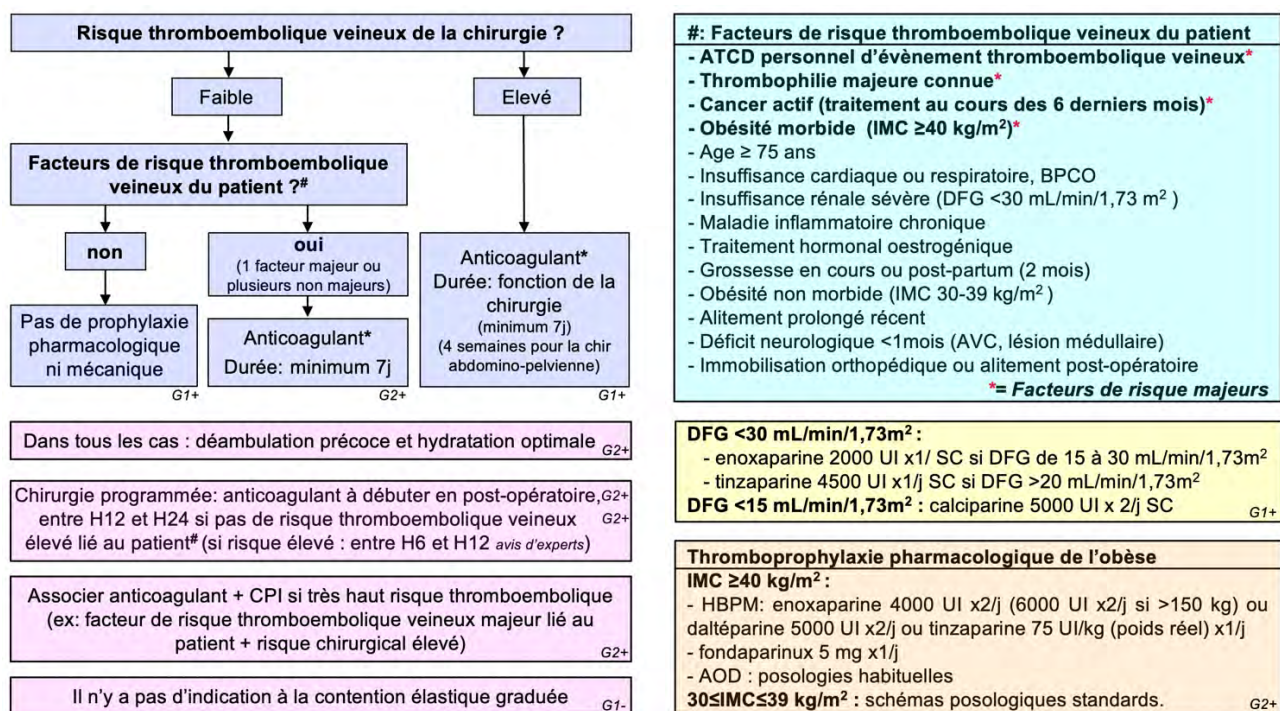 Risque thromboembolique veineux de la chirurgie ?
Faible
Elevé
Facteurs de risque thromboembolique
veineux du patient ?#
non
oui
(1 facteur majeur ou
plusieurs non majeurs)
Pas de prophylaxie
pharmacologique
ni mécanique
G1+
Anticoagulant*
Durée: minimum 7j
G2+
Anticoagulant*
Durée: fonction de la
chirurgie
(minimum 7j)
(4 semaines pour la chir
abdomino-pelvienne)
G1+
Dans tous les cas : déambulation précoce et hydratation optimale G2+
Chirurgie programmée: anticoagulant à débuter en post-opératoire, G2+
entre H12 et H24 si pas de risque thromboembolique veineux G2+
élevé lié au patient# (si risque élevé : entre H6 et H12 avis d'experts)
Associer anticoagulant + CPI si très haut risque thromboembolique
(ex: facteur de risque thromboembolique veineux majeur lié au
patient + risque chirurgical élevé) G2+
Il n'y a pas d'indication à la contention élastique graduée G1-
#: Facteurs de risque thromboembolique veineux du patient
- ATCD personnel d'évènement thromboembolique veineux*
- Thrombophilie majeure connue*
- Cancer actif (traitement au cours des 6 derniers mois)*
- Obésité morbide (IMC ≥40 kg/m²)*
- Age ≥ 75 ans
- Insuffisance cardiaque ou respiratoire, BPCO
- Insuffisance rénale sévère (DFG <30 mL/min/1,73 m² )
- Maladie inflammatoire chronique
- Traitement hormonal oestrogénique
- Grossesse en cours ou post-partum (2 mois)
- Obésité non morbide (IMC 30-39 kg/m² )
- Alitement prolongé récent
- Déficit neurologique <1mois (AVC, lésion médullaire)
- Immobilisation orthopédique ou alitement post-opératoire
*= Facteurs de risque majeurs
DFG <30 mL/min/1,73m² :
- enoxaparine 2000 UI x1/ SC si DFG de 15 à 30 mL/min/1,73m²
- tinzaparine 4500 UI x1/j SC si DFG >20 mL/min/1,73m²
DFG <15 mL/min/1,73m² : calciparine 5000 UI x 2/j SC G1+
Thromboprophylaxie pharmacologique de l'obèse
IMC ≥40 kg/m² :
- HBPM: enoxaparine 4000 UI x2/j (6000 UI x2/j si >150 kg) ou
daltéparine 5000 UI x2/j ou tinzaparine 75 UI/kg (poids réel) x1/j
- fondaparinux 5 mg x1/j
- AOD : posologies habituelles
30≤IMC≤39 kg/m² : schémas posologiques standards. G2+